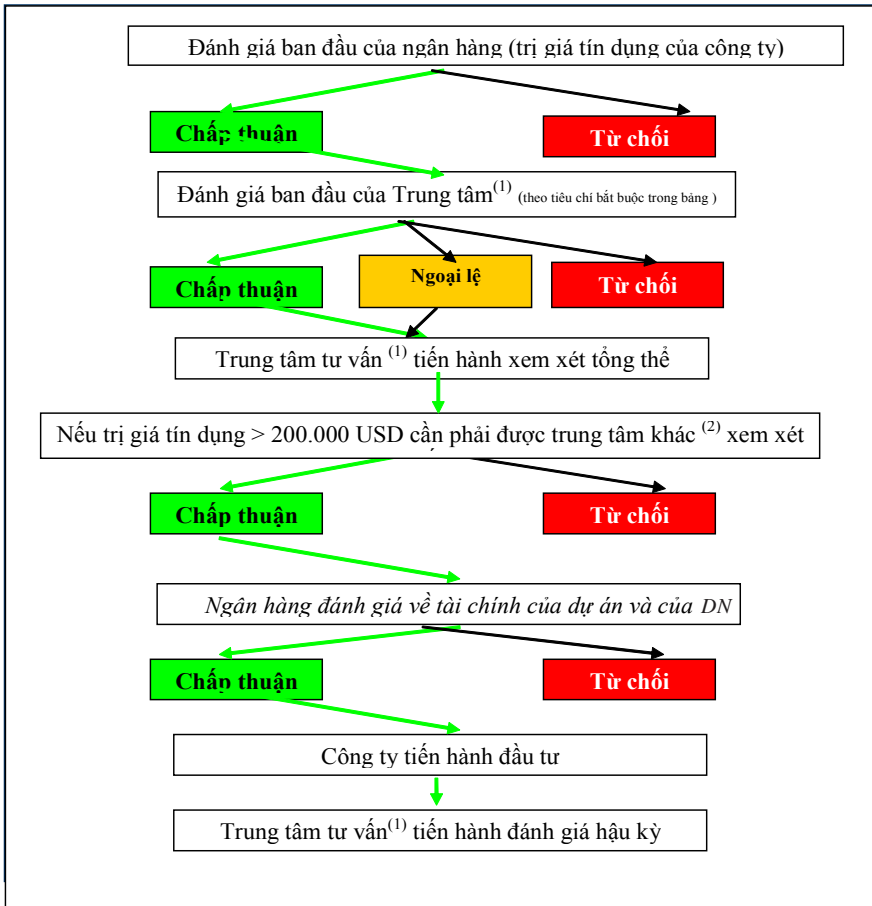 Đánh giá ban đầu của ngân hàng (trị giá tín dụng của công ty)
Chấp thuận
Từ chối
Đánh giá ban đầu của Trung tâm(1) (theo tiêu chí bắt buộc trong bảng )
Chấp thuận
Ngoại lệ
Từ chối
Trung tâm tư vấn (1) tiến hành xem xét tổng thể
Nếu trị giá tín dụng > 200.000 USD cần phải được trung tâm khác (2) xem xét
Chấp thuận
Từ chối
Ngân hàng đánh giá về tài chính của dự án và của DN
Chấp thuận
Từ chối
Công ty tiến hành đầu tư
Trung tâm tư vấn(1) tiến hành đánh giá hậu kỳ